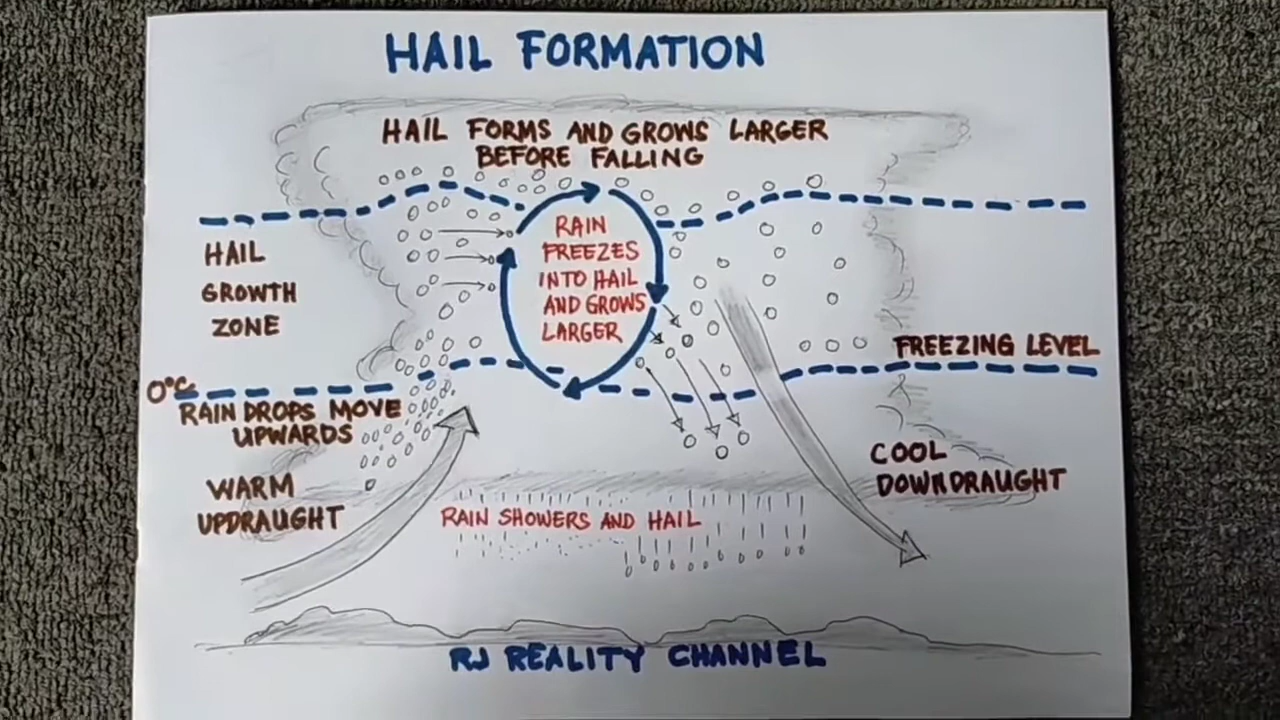 HAIL FORMATION
HAIL FORMS AND GROWS LARGER
BEFORE FALLING
HAIL
GROWTH
ZONE
RAIN
FREEZES
INTO HAIL
AND GROWS
LARGER
FREEZING LEVEL
0°C
RAIN DROPS MOVE
UPWARDS
WARM
UPDRAUGHT
RAIN SHOWERS AND HAIL
COOL
DOWNDRAUGHT
RJ REALITY CHANNEL